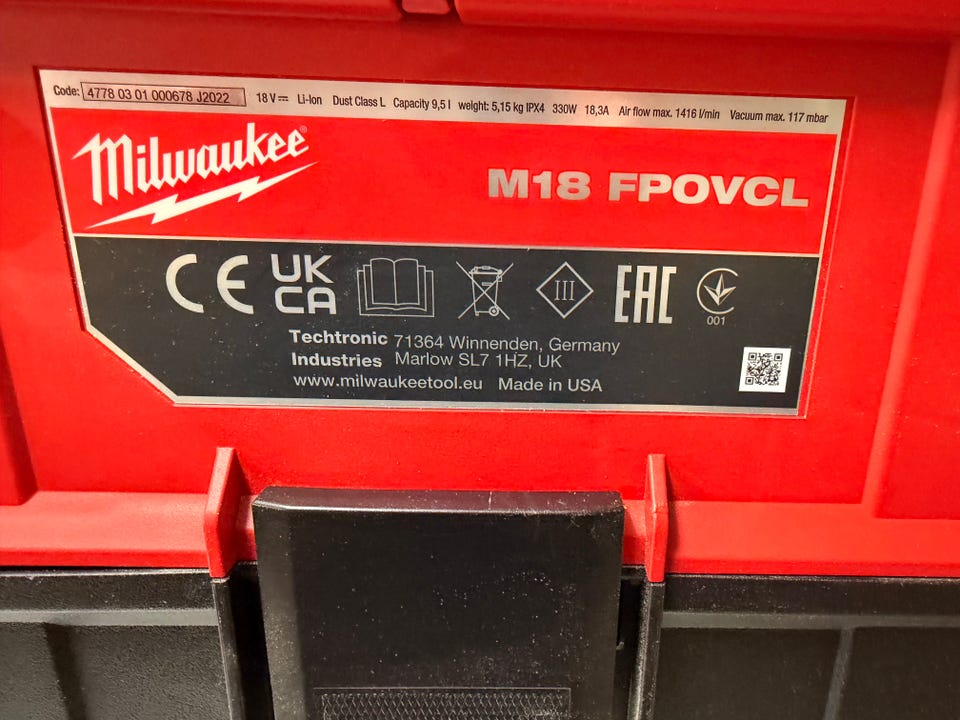 Code: 4778 03 01 000678 J2022 18 V⎓ Li-Ion Dust Class L Capacity 9,5 l weight: 5,15 kg IPX4 330W 18,3A Air flow max. 1416 l/min Vacuum max. 117 mbar
Milwaukee®
M18 FPOVCL
CE UK CA III EAC
001
Techtronic 71364 Winnenden, Germany
Industries Marlow SL7 1HZ, UK
www.milwaukeetool.eu Made in USA